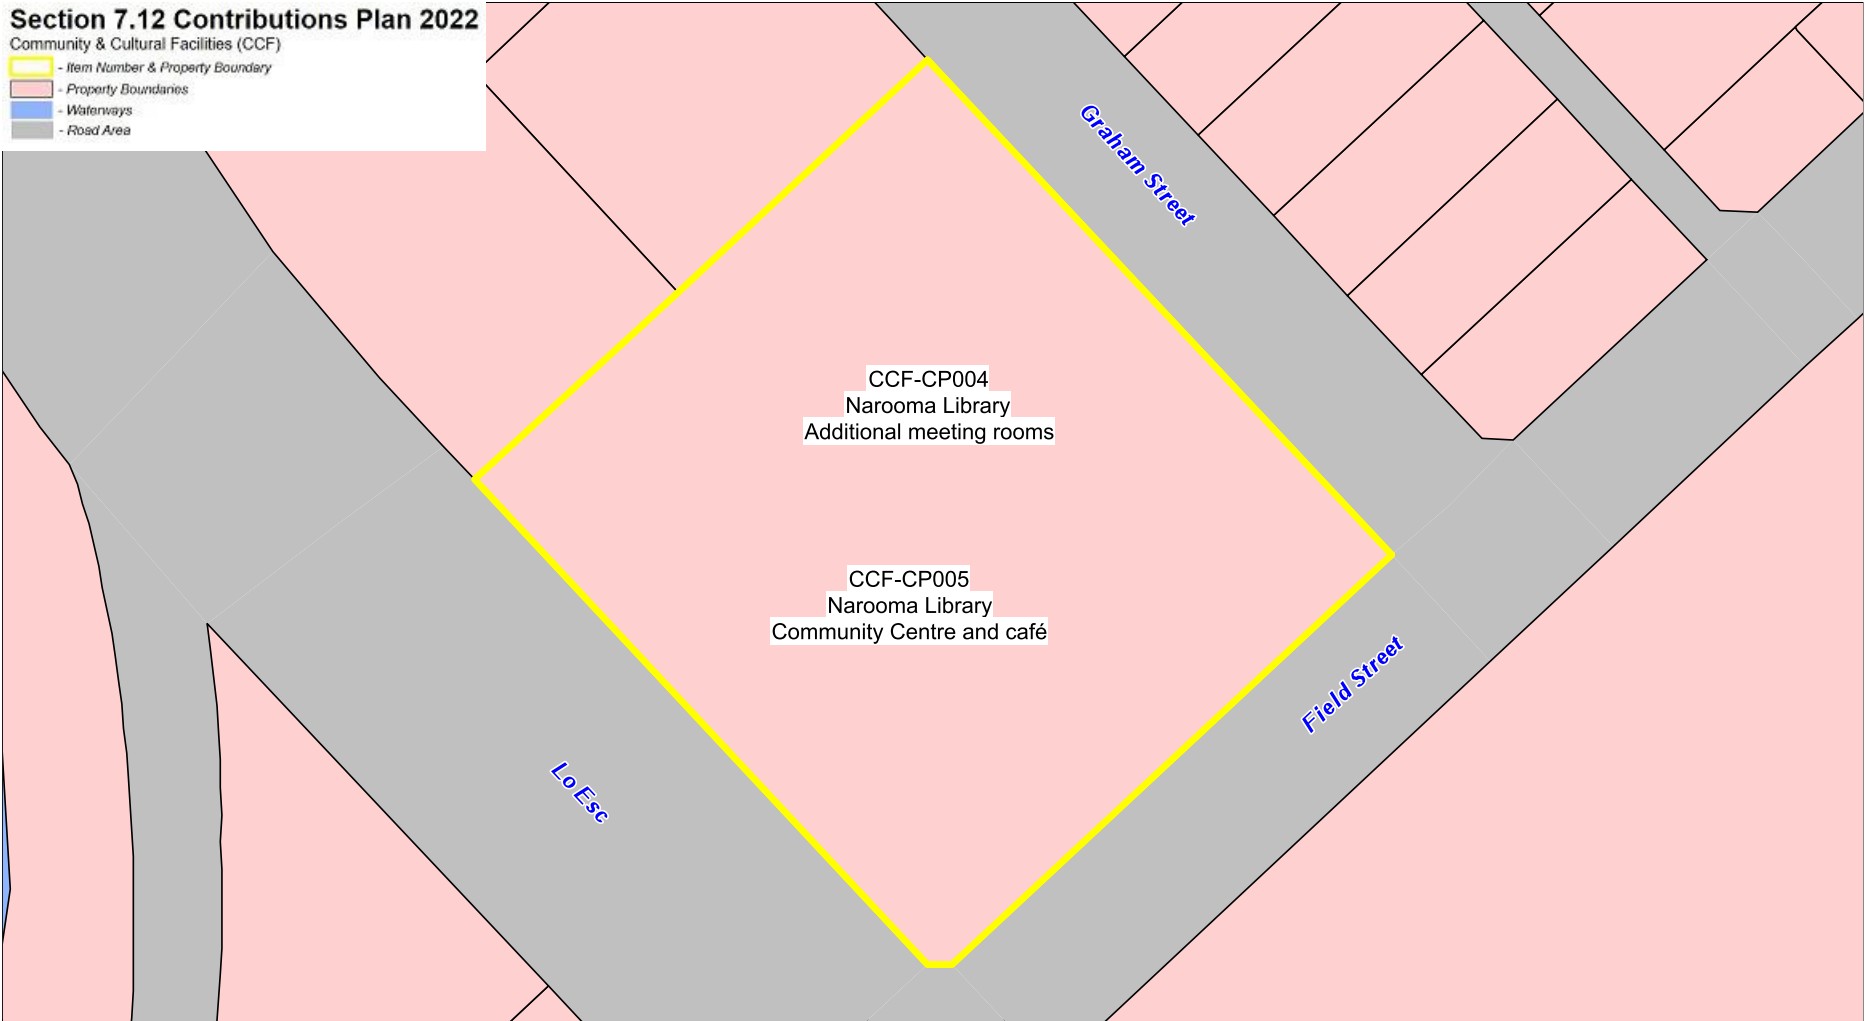 Section 7.12 Contributions Plan 2022
Community & Cultural Facilities (CCF)
- Item Number & Property Boundary
- Property Boundaries
- Waterways
- Road Area
Graham Street
CCF-CP004
Narooma Library
Additional meeting rooms
CCF-CP005
Narooma Library
Community Centre and café
Field Street
Lo Esc